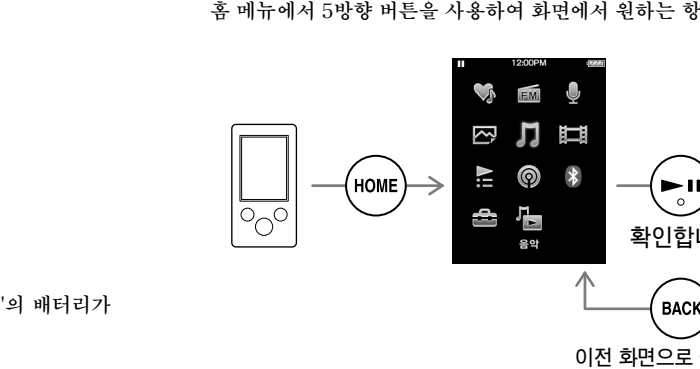 홈 메뉴에서 5방향 버튼을 사용하여 화면에서 원하는 항
12:00PM
FM
HOME
음악
확인합니
'의 배터리가
BACK
이전 화면으로